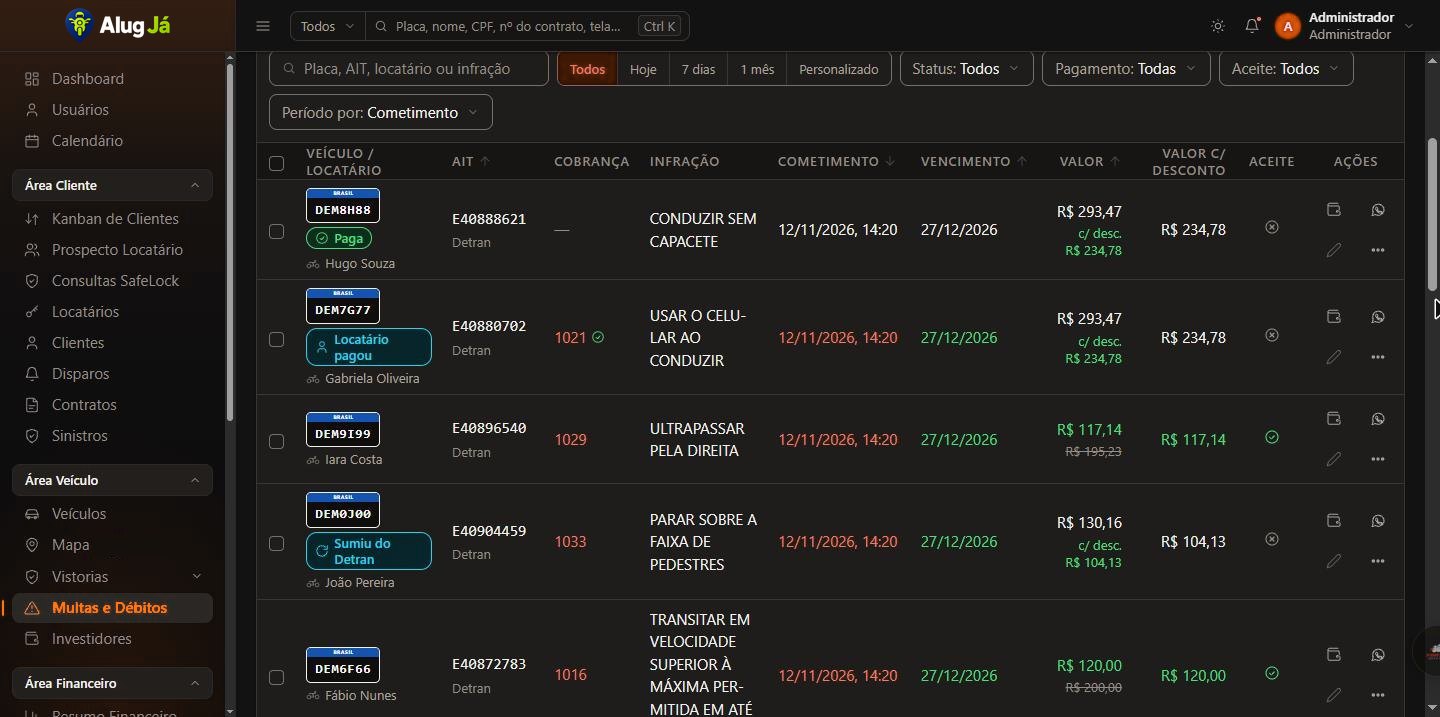 Alug Já
Todos
Placa, nome, CPF, nº do contrato, tela...
Ctrl K
A
Administrador
Administrador
Dashboard
Usuários
Calendário
Área Cliente
Kanban de Clientes
Prospecto Locatário
Consultas SafeLock
Locatários
Clientes
Disparos
Contratos
Sinistros
Área Veículo
Veículos
Mapa
Vistorias
Multas e Débitos
Investidores
Área Financeiro
Resumo Financeiro
Placa, AIT, locatário ou infração
Todos
Hoje
7 dias
1 mês
Personalizado
Status: Todos
Pagamento: Todas
Aceite: Todos
Período por: Cometimento
VEÍCULO /
LOCATÁRIO
AIT
COBRANÇA
INFRAÇÃO
COMETIMENTO
VENCIMENTO
VALOR
VALOR C/
DESCONTO
ACEITE
AÇÕES
BRASIL
DEM8H88
Paga
Hugo Souza
E40888621
Detran
—
CONDUZIR SEM
CAPACETE
12/11/2026, 14:20
27/12/2026
R$ 293,47
c/ desc.
R$ 234,78
R$ 234,78
BRASIL
DEM7G77
Locatário
pagou
Gabriela Oliveira
E40880702
Detran
1021
USAR O CELU-
LAR AO
CONDUZIR
12/11/2026, 14:20
27/12/2026
R$ 293,47
c/ desc.
R$ 234,78
R$ 234,78
BRASIL
DEM9I99
Iara Costa
E40896540
Detran
1029
ULTRAPASSAR
PELA DIREITA
12/11/2026, 14:20
27/12/2026
R$ 117,14
R$ 195,23
R$ 117,14
BRASIL
DEM0J00
Sumiu do
Detran
João Pereira
E40904459
Detran
1033
PARAR SOBRE A
FAIXA DE
PEDESTRES
12/11/2026, 14:20
27/12/2026
R$ 130,16
c/ desc.
R$ 104,13
R$ 104,13
BRASIL
DEM6F66
Fábio Nunes
E40872783
Detran
1016
TRANSITAR EM
VELOCIDADE
SUPERIOR À
MÁXIMA PER-
MITIDA EM ATÉ
12/11/2026, 14:20
27/12/2026
R$ 120,00
R$ 200,00
R$ 120,00